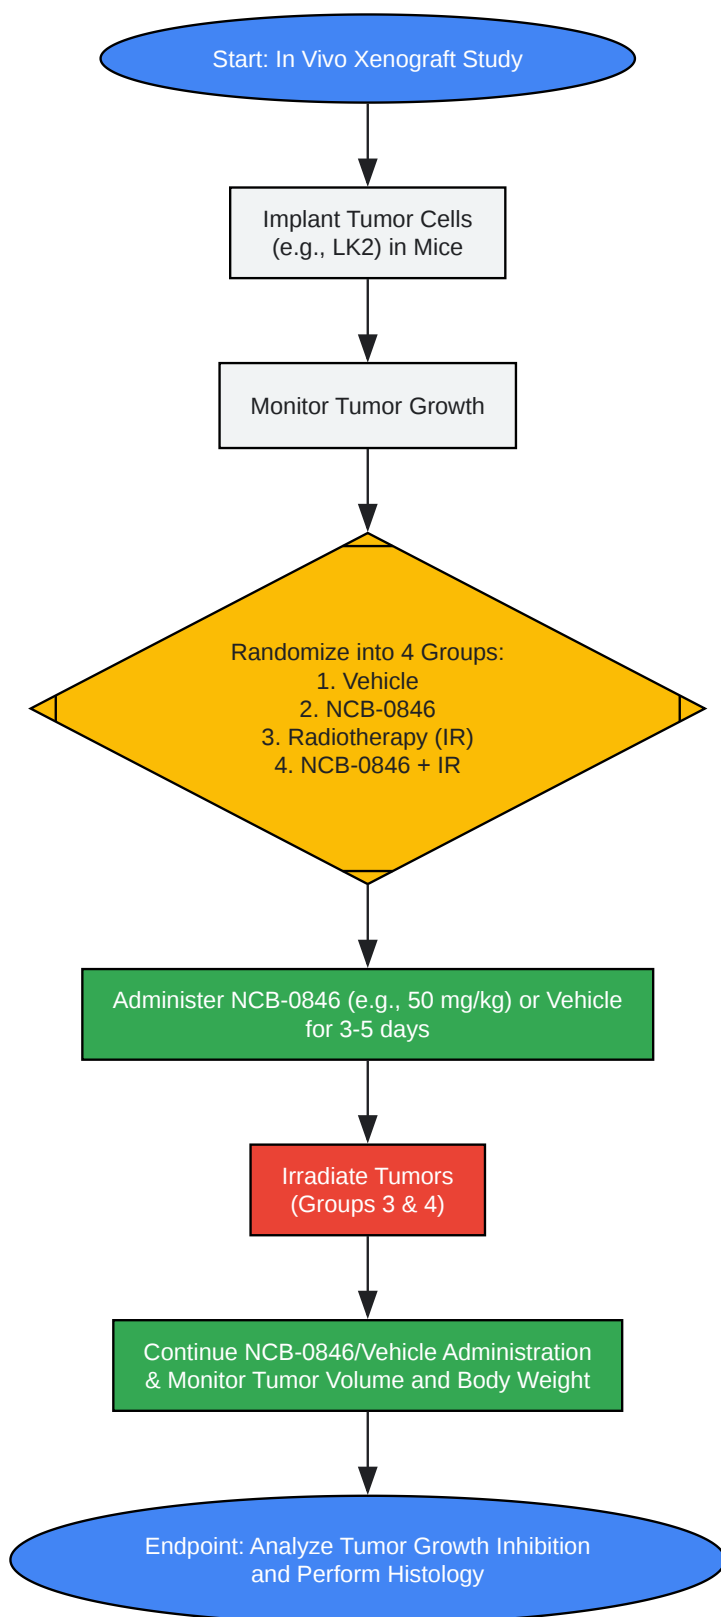 Start: In Vivo Xenograft Study
Implant Tumor Cells
(e.g., LK2) in Mice
Monitor Tumor Growth
Randomize into 4 Groups:
1. Vehicle
2. NCB-0846
3. Radiotherapy (IR)
4. NCB-0846 + IR
Administer NCB-0846 (e.g., 50 mg/kg) or Vehicle
for 3-5 days
Irradiate Tumors
(Groups 3 & 4)
Continue NCB-0846/Vehicle Administration
& Monitor Tumor Volume and Body Weight
Endpoint: Analyze Tumor Growth Inhibition
and Perform Histology